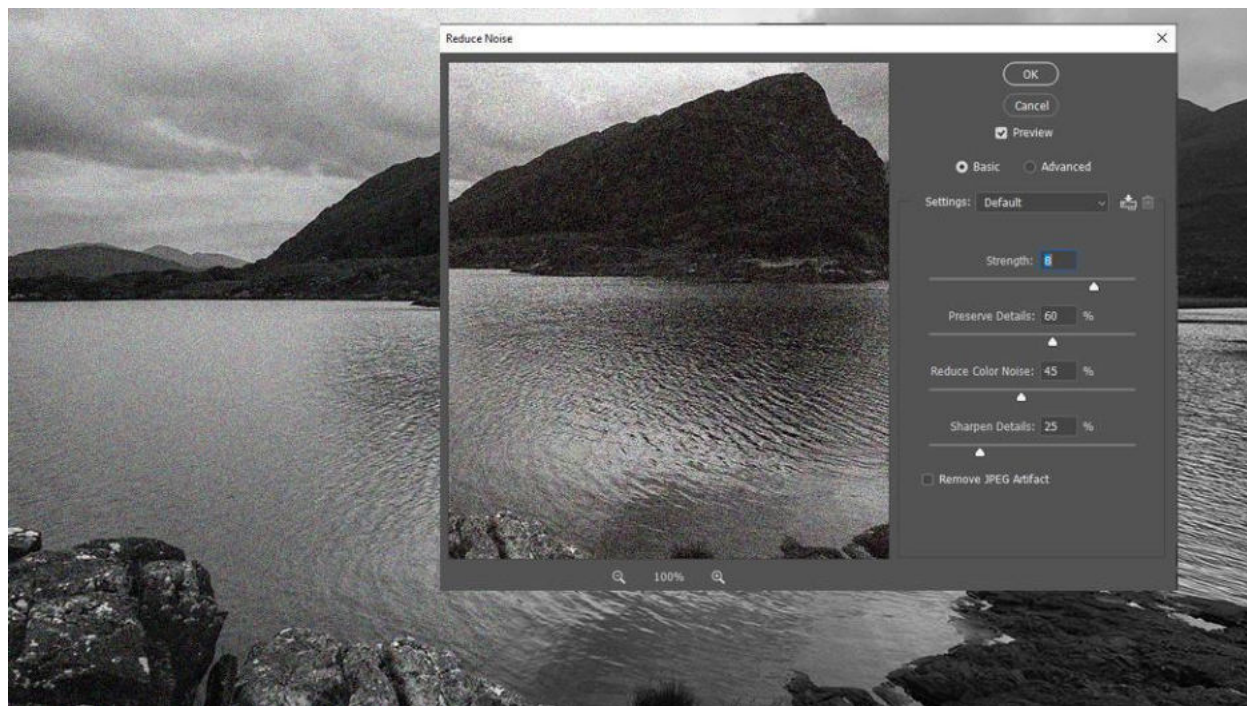 Reduce Noise
OK
Cancel
Preview
Basic Advanced
Settings: Default
Strength: 8
Preserve Details: 60 %
Reduce Color Noise: 45 %
Sharpen Details: 25 %
Remove JPEG Artifact
100%